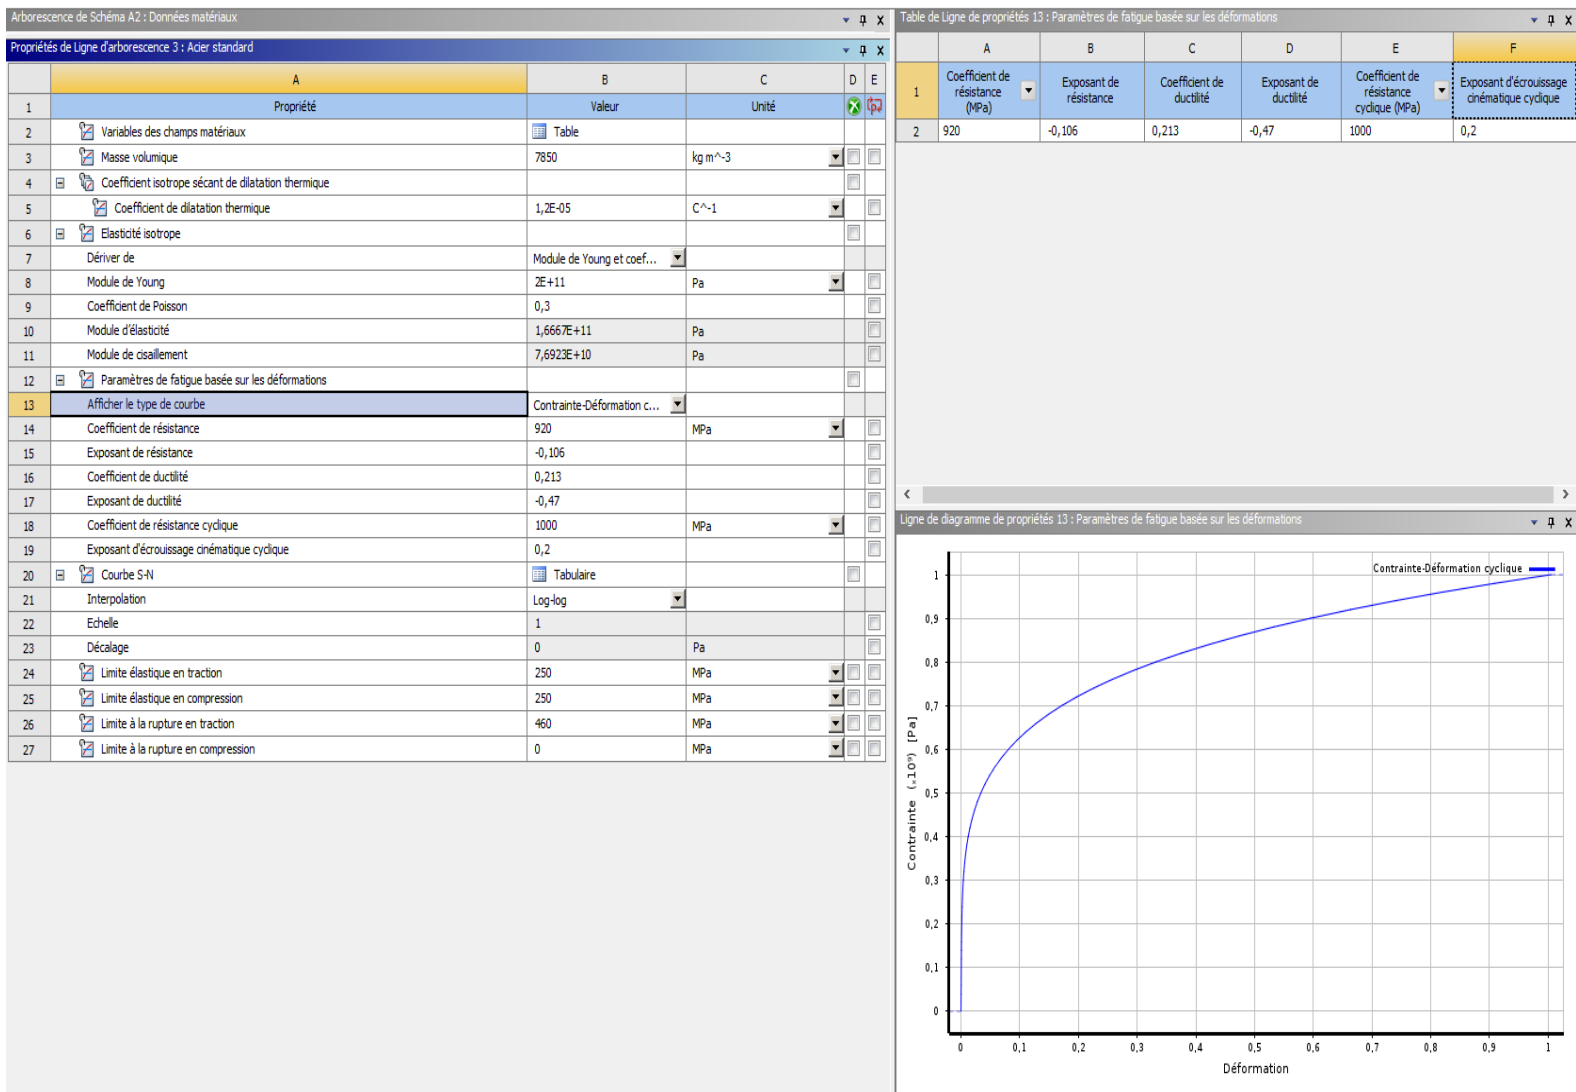 Arborescence de Schéma A2 : Données matériaux
Propriétés de Ligne d'arborescence 3 : Acier standard
A B C D E
1 Propriété Valeur Unité
2 Variables des champs matériaux Table
3 Masse volumique 7850 kg m^-3
4 Coefficient isotrope sécant de dilatation thermique
5 Coefficient de dilatation thermique 1,2E-05 C^-1
6 Elasticité isotrope
7 Dériver de Module de Young et coef...
8 Module de Young 2E+11 Pa
9 Coefficient de Poisson 0,3
10 Module d'élasticité 1,6667E+11 Pa
11 Module de cisaillement 7,6923E+10 Pa
12 Paramètres de fatigue basée sur les déformations
13 Afficher le type de courbe Contrainte-Déformation c...
14 Coefficient de résistance 920 MPa
15 Exposant de résistance -0,106
16 Coefficient de ductilité 0,213
17 Exposant de ductilité -0,47
18 Coefficient de résistance cyclique 1000 MPa
19 Exposant d'écrouissage cinématique cyclique 0,2
20 Courbe S-N Tabulaire
21 Interpolation Log-log
22 Echelle 1
23 Décalage 0 Pa
24 Limite élastique en traction 250 MPa
25 Limite élastique en compression 250 MPa
26 Limite à la rupture en traction 460 MPa
27 Limite à la rupture en compression 0 MPa
Table de Ligne de propriétés 13 : Paramètres de fatigue basée sur les déformations
A B C D E F
1 Coefficient de résistance (MPa) Exposant de résistance Coefficient de ductilité Exposant de ductilité Coefficient de résistance cyclique (MPa) Exposant d'écrouissage cinématique cyclique
2 920 -0,106 0,213 -0,47 1000 0,2
Ligne de diagramme de propriétés 13 : Paramètres de fatigue basée sur les déformations
Contrainte-Déformation cyclique
1
0,9
0,8
0,7
0,6
0,5
0,4
0,3
0,2
0,1
0
Contrainte (x10⁹) [Pa]
0 0,1 0,2 0,3 0,4 0,5 0,6 0,7 0,8 0,9 1
Déformation